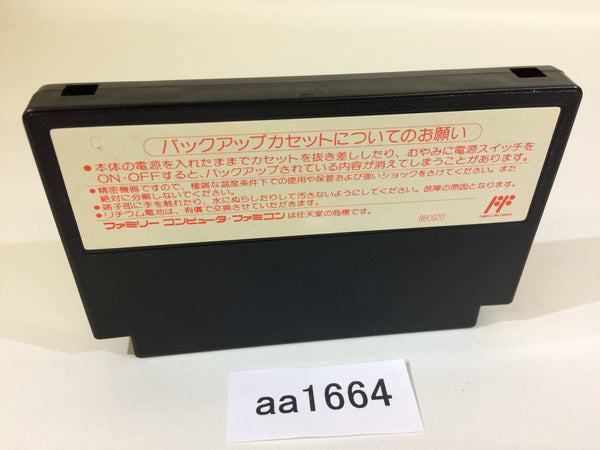 バックアップカセットについてのお願い
●本体の電源を入れたままでカセットを抜き差ししたり、むやみに電源スイッチを
ON・OFFすると、バックアップされている内容が消えてしまうことがあります。
●精密機器ですので、極端な温度条件下での使用や保管および強いショックをさけてください。また
絶対に分解しないでください。
●端子部に手を触れたり、水にぬらしたりして汚さないようにしてください。故障の原因となります。
●リチウム電池は、有償で交換させていただきます。
ファミリー コンピュータ・ファミコン は任天堂の商標です。
880920
aa1664